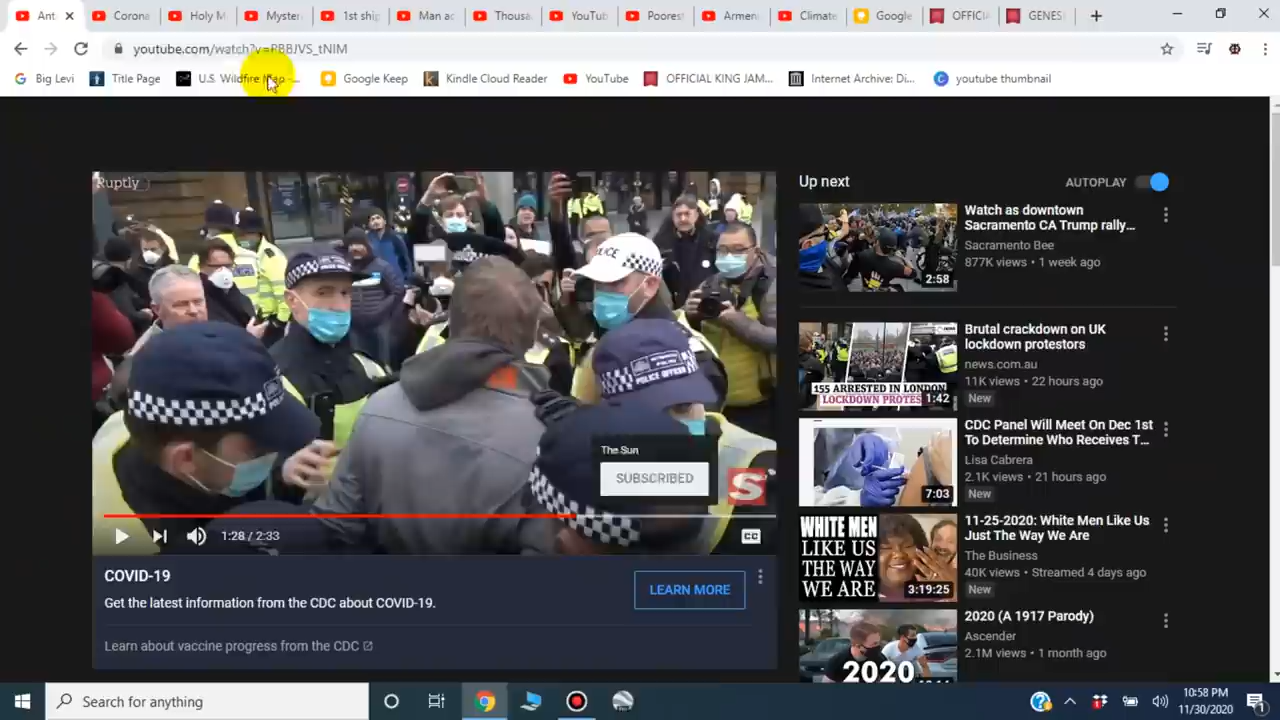 Ant
Corona
Holy M
Myster
1st ship
Man ac
Thousa
YouTub
Poorest
Armen
Climate
Google
OFFICIA
GENES
youtube.com/watch?v=PBBJVS_tNIM
Big Levi
Title Page
U.S. Wildfire Map -...
Google Keep
Kindle Cloud Reader
YouTube
OFFICIAL KING JAM...
Internet Archive: Di...
youtube thumbnail
Ruptly
POLICE
The Sun
SUBSCRIBED
S
1:28 / 2:33
CC
COVID-19
Get the latest information from the CDC about COVID-19.
LEARN MORE
Learn about vaccine progress from the CDC
Up next
AUTOPLAY
Watch as downtown
Sacramento CA Trump rally...
Sacramento Bee
877K views • 1 week ago
2:58
Brutal crackdown on UK
lockdown protestors
news.com.au
11K views • 22 hours ago
New
155 ARRESTED IN LONDON
LOCKDOWN PROTES
1:42
CDC Panel Will Meet On Dec 1st
To Determine Who Receives T...
Lisa Cabrera
2.1K views • 21 hours ago
New
7:03
11-25-2020: White Men Like Us
Just The Way We Are
The Business
40K views • Streamed 4 days ago
New
WHITE MEN
LIKE US
THE WAY
WE ARE
3:19:25
2020 (A 1917 Parody)
Ascender
2.1M views • 1 month ago
2020
Search for anything
10:58 PM
11/30/2020
1